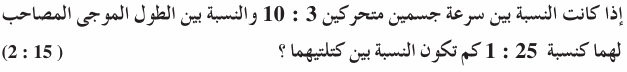 إذا كانت النسبة بين سرعة جسمين متحركين 3 : 10 والنسبة بين الطول الموجى المصاحب
لهما كنسبة 25 : 1 كم تكون النسبة بين كتلتيهما ؟ ( 15 : 2 )